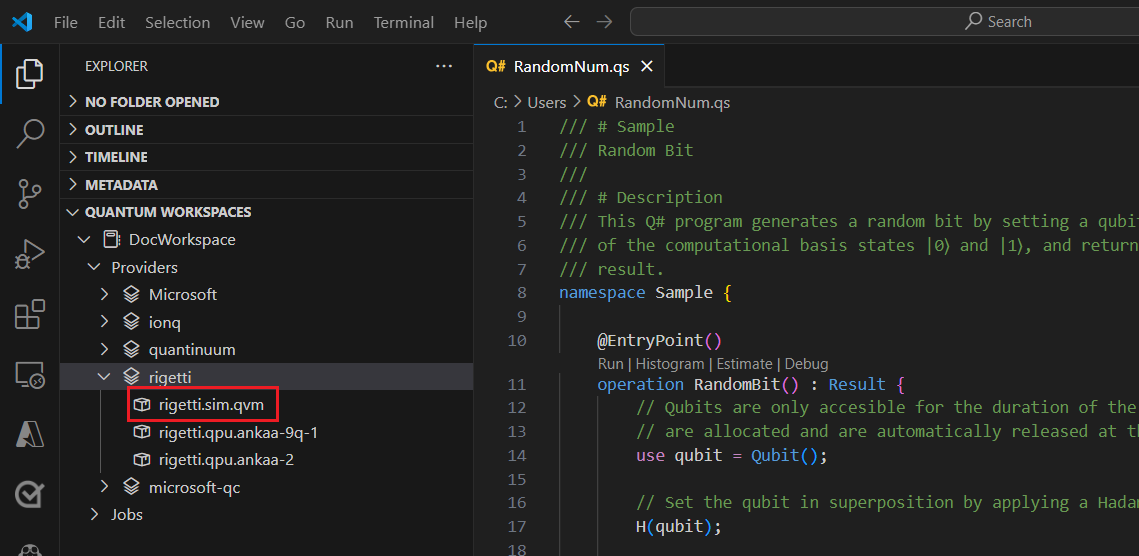 File Edit Selection View Go Run Terminal Help Search
EXPLORER
NO FOLDER OPENED
OUTLINE
TIMELINE
METADATA
QUANTUM WORKSPACES
DocWorkspace
Providers
Microsoft
ionq
quantinuum
rigetti
rigetti.sim.qvm
rigetti.qpu.ankaa-9q-1
rigetti.qpu.ankaa-2
microsoft-qc
Jobs
Q# RandomNum.qs
C: > Users > Q# RandomNum.qs
1 /// # Sample
2 /// Random Bit
3 ///
4 /// # Description
5 /// This Q# program generates a random bit by setting a qubit
6 /// of the computational basis states |0⟩ and |1⟩, and return
7 /// result.
8 namespace Sample {
9
10 @EntryPoint()
Run | Histogram | Estimate | Debug
11 operation RandomBit() : Result {
12 // Qubits are only accesible for the duration of the
13 // are allocated and are automatically released at th
14 use qubit = Qubit();
15
16 // Set the qubit in superposition by applying a Hadam
17 H(qubit);
18